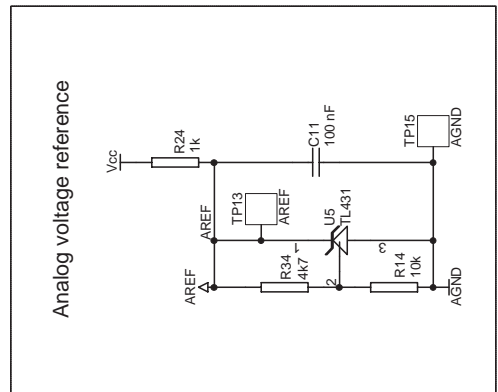 Analog voltage reference
Vcc
R24
1k
C11
100 nF
TP15
AGND
AREF
TP13
AREF
1
U5
TL431
3
AREF
R34
4k7
2
R14
10k
AGND